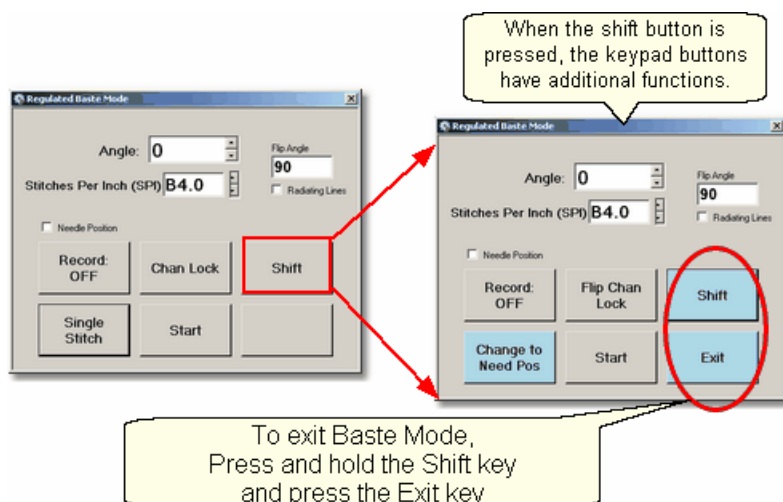 When the shift button is
pressed, the keypad buttons
have additional functions.
Regulated Baste Mode
Angle: 0
Flip Angle
90
Stitches Per Inch (SPI) B4.0
Radiating Lines
Needle Position
Record:
OFF
Chan Lock
Shift
Single
Stitch
Start
Regulated Baste Mode
Angle: 0
Flip Angle
90
Stitches Per Inch (SPI) B4.0
Radiating Lines
Needle Position
Record:
OFF
Flip Chan
Lock
Shift
Change to
Need Pos
Start
Exit
To exit Baste Mode,
Press and hold the Shift key
and press the Exit key